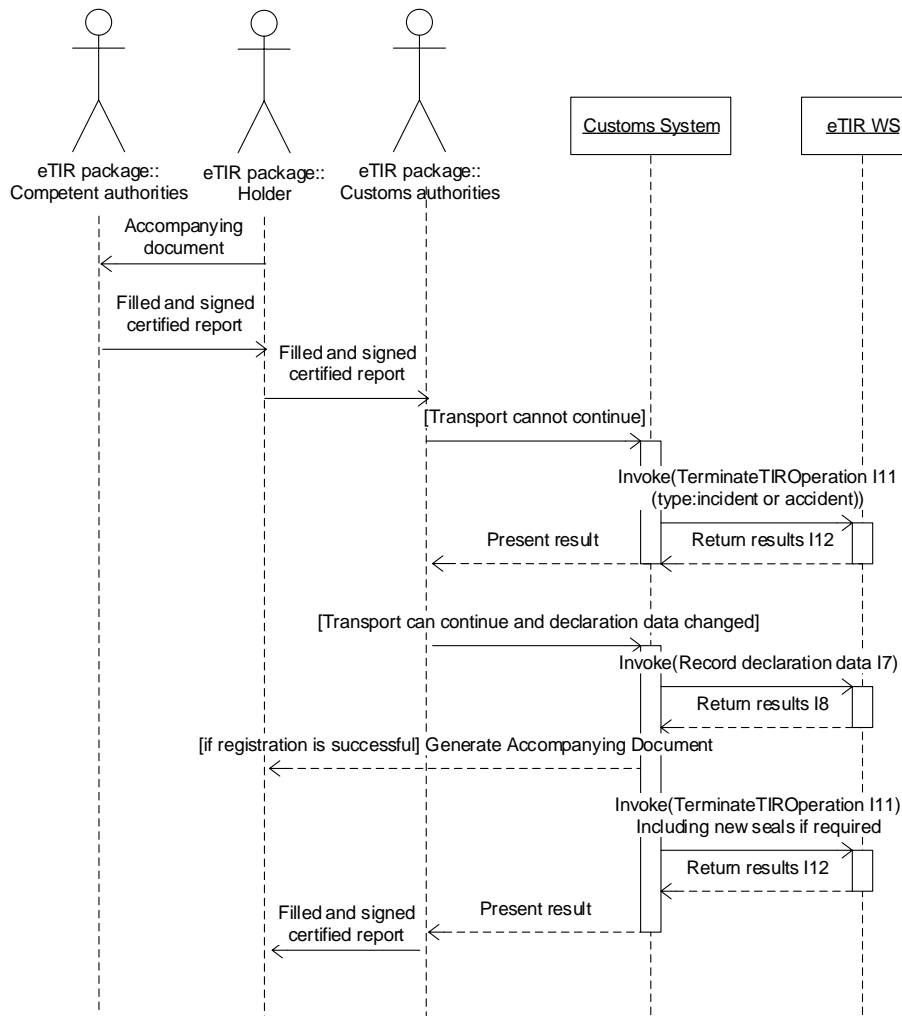 Customs System
eTIR WS
eTIR package::
Competent authorities
eTIR package::
Holder
eTIR package::
Customs authorities
Accompanying
document
Filled and signed
certified report
Filled and signed
certified report
[Transport cannot continue]
Invoke(TerminateTIROperation I11
(type:incident or accident))
Present result
Return results I12
[Transport can continue and declaration data changed]
Invoke(Record declaration data I7)
Return results I8
[if registration is successful] Generate Accompanying Document
Invoke(TerminateTIROperation I11)
Including new seals if required
Return results I12
Present result
Filled and signed
certified report